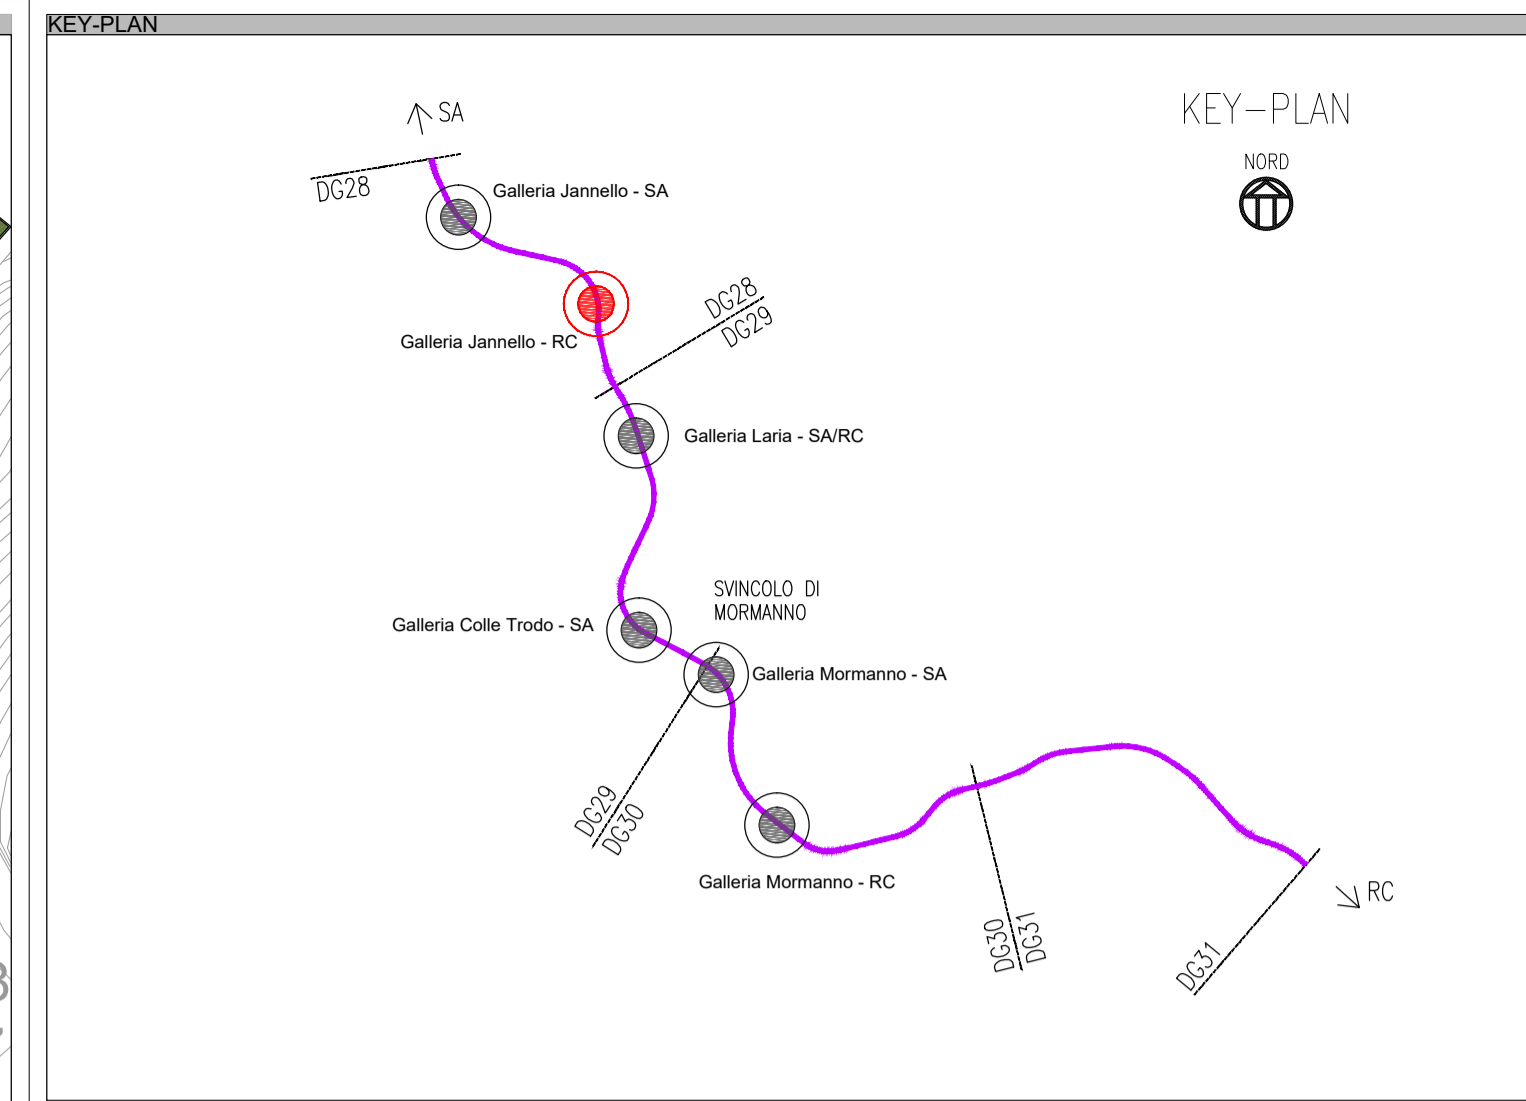 KEY-PLAN
KEY-PLAN
NORD
SA
DG28
Galleria Jannello - SA
DG28
DG29
Galleria Jannello - RC
Galleria Laria - SA/RC
SVINCOLO DI
MORMANNO
Galleria Colle Trodo - SA
Galleria Mormanno - SA
DG29
DG30
Galleria Mormanno - RC
RC
DG30
DG31
DG31